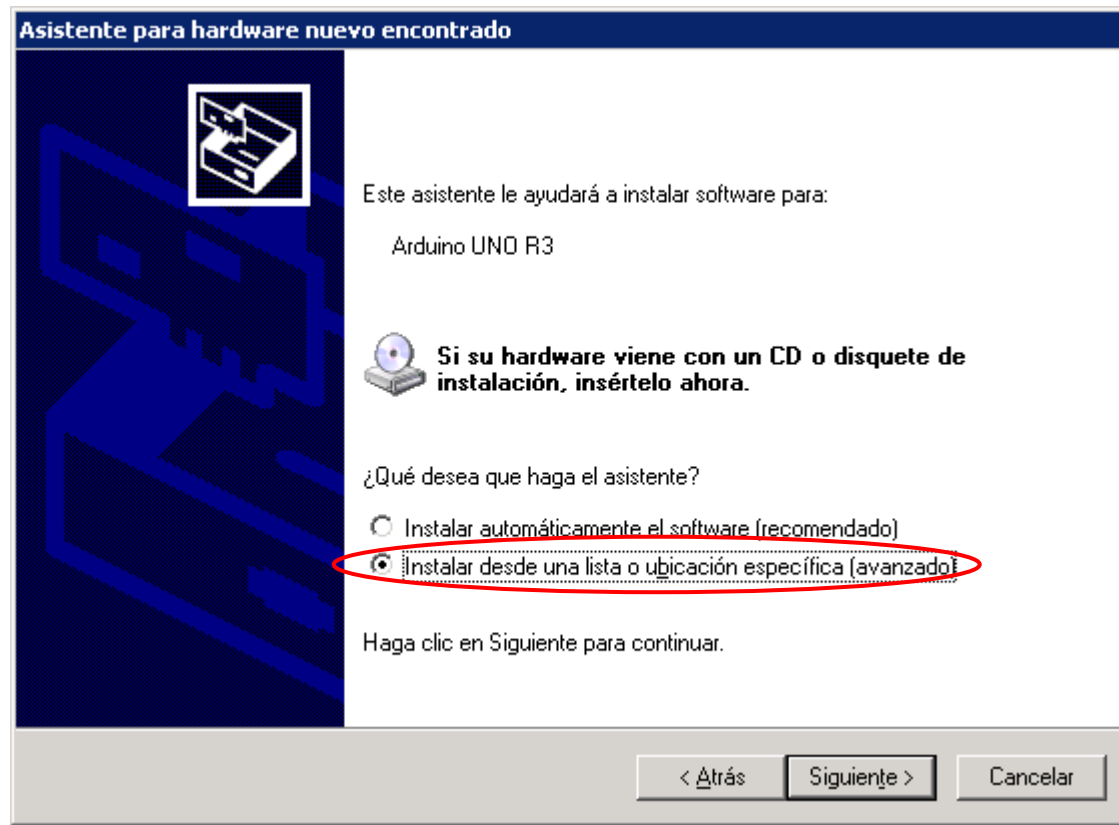 Asistente para hardware nuevo encontrado
Este asistente le ayudará a instalar software para:
Arduino UNO R3
Si su hardware viene con un CD o disquete de
instalación, insértelo ahora.
¿Qué desea que haga el asistente?
Instalar automáticamente el software (recomendado)
Instalar desde una lista o ubicación específica (avanzado)
Haga clic en Siguiente para continuar.
< Atrás Siguiente > Cancelar